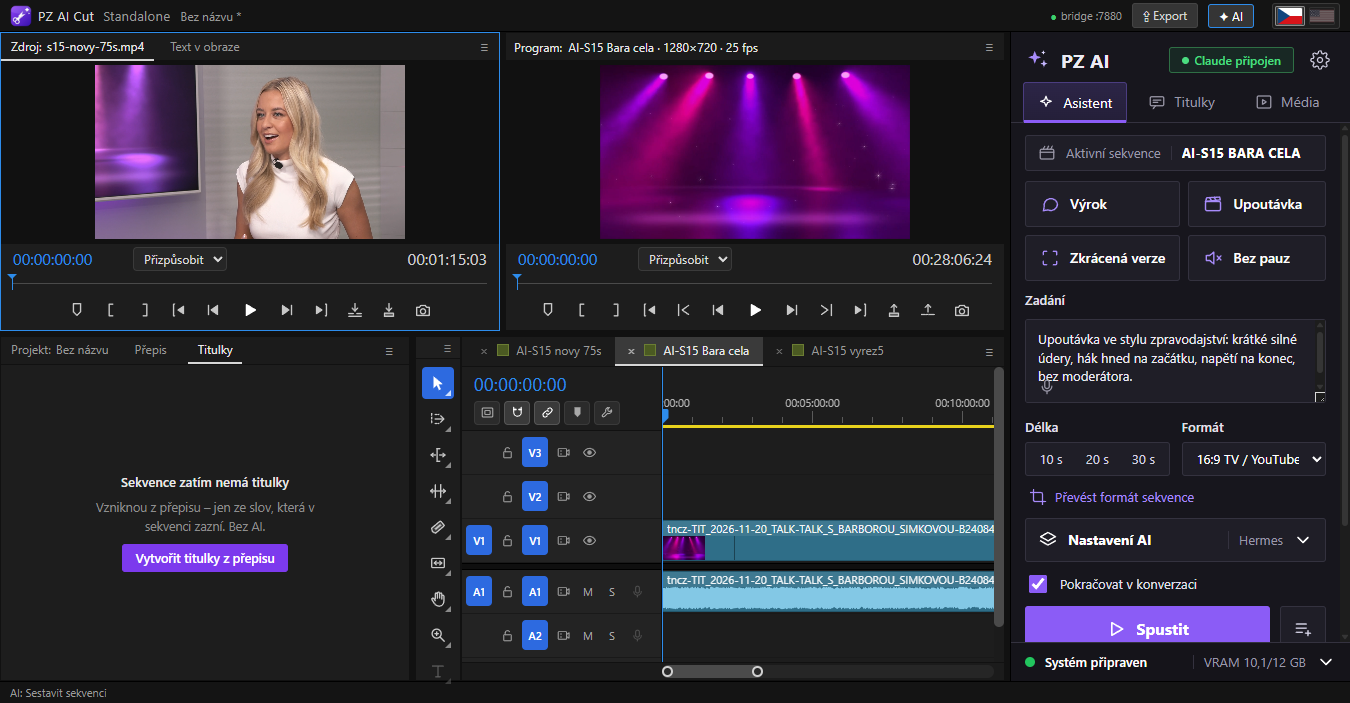 PZ AI Cut Standalone Bez názvu *
bridge :7880 Export AI
Zdroj: s15-novy-75s.mp4 Text v obraze
00:00:00:00 Přizpůsobit 00:01:15:03
Program: AI-S15 Bara cela · 1280×720 · 25 fps
00:00:00:00 Přizpůsobit 00:28:06:24
Projekt: Bez názvu Přepis Titulky
Sekvence zatím nemá titulky
Vzniknou z přepisu – jen ze slov, která v
sekvenci zazní. Bez AI.
Vytvořit titulky z přepisu
× AI-S15 novy 75s × AI-S15 Bara cela × AI-S15 vyrez5
00:00:00:00
:00:00 00:05:00:00 00:10:00:00
V3
V2
V1 V1
A1 A1 M S
A2 M S
tncz-TIT_2026-11-20_TALK-TALK_S_BARBOROU_SIMKOVOU-B24084
tncz-TIT_2026-11-20_TALK-TALK_S_BARBOROU_SIMKOVOU-B24084
PZ AI Claude připojen
Asistent Titulky Média
Aktivní sekvence AI-S15 BARA CELA
Výrok Upoutávka
Zkrácená verze Bez pauz
Zadání
Upoutávka ve stylu zpravodajství: krátké silné
údery, hák hned na začátku, napětí na konec,
bez moderátora.
Délka Formát
10 s 20 s 30 s 16:9 TV / YouTube
Převést formát sekvence
Nastavení AI Hermes
Pokračovat v konverzaci
Spustit
Systém připraven VRAM 10,1/12 GB
AI: Sestavit sekvenci